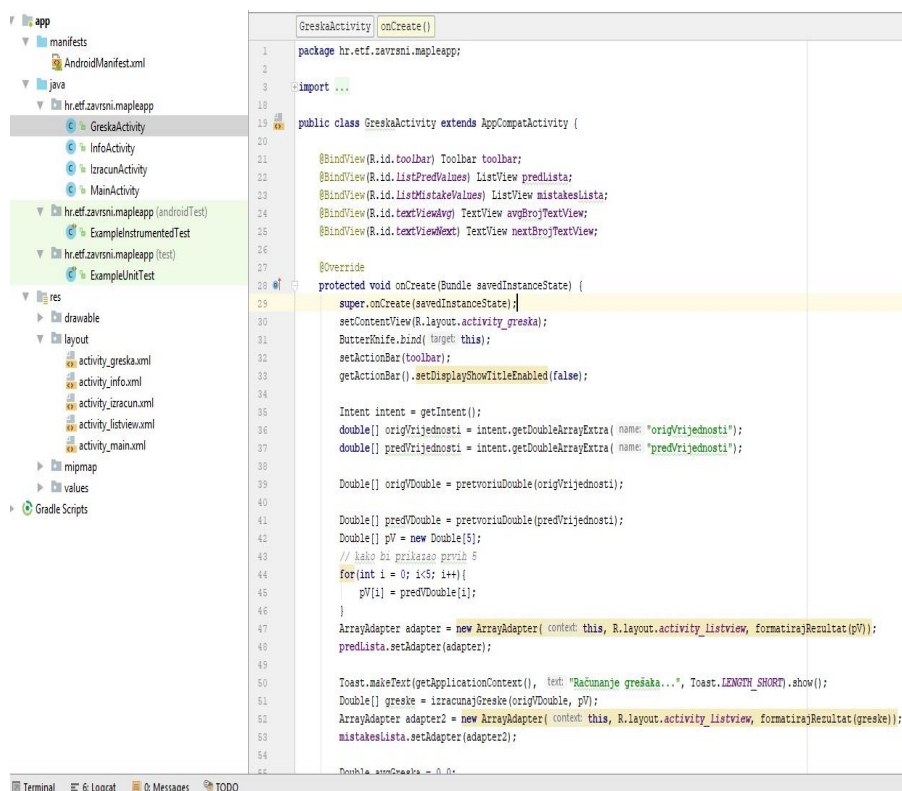 app
manifests
AndroidManifest.xml
java
hr.etf.zavrsni.mapleapp
GreskaActivity
InfoActivity
IzracunActivity
MainActivity
hr.etf.zavrsni.mapleapp (androidTest)
ExampleInstrumentedTest
hr.etf.zavrsni.mapleapp (test)
ExampleUnitTest
res
drawable
layout
activity_greska.xml
activity_info.xml
activity_izracun.xml
activity_listview.xml
activity_main.xml
mipmap
values
Gradle Scripts
GreskaActivity onCreate()
1 package hr.etf.zavrsni.mapleapp;
2
3 import ...
18
19 public class GreskaActivity extends AppCompatActivity {
20
21 @BindView(R.id.toolbar) Toolbar toolbar;
22 @BindView(R.id.listPredValues) ListView predLista;
23 @BindView(R.id.listMistakeValues) ListView mistakesLista;
24 @BindView(R.id.textViewAvg) TextView avgBrojTextView;
25 @BindView(R.id.textViewNext) TextView nextBrojTextView;
26
27 @Override
28 protected void onCreate(Bundle savedInstanceState) {
29 super.onCreate(savedInstanceState);
30 setContentView(R.layout.activity_greska);
31 ButterKnife.bind( target: this);
32 setActionBar(toolbar);
33 getActionBar().setDisplayShowTitleEnabled(false);
34
35 Intent intent = getIntent();
36 double[] origVrijednosti = intent.getDoubleArrayExtra( name: "origVrijednosti");
37 double[] predVrijednosti = intent.getDoubleArrayExtra( name: "predVrijednosti");
38
39 Double[] origVDouble = pretvoriuDouble(origVrijednosti);
40
41 Double[] predVDouble = pretvoriuDouble(predVrijednosti);
42 Double[] pV = new Double[5];
43 // kako bi prikazao prvih 5
44 for(int i = 0; i<5; i++){
45 pV[i] = predVDouble[i];
46 }
47 ArrayAdapter adapter = new ArrayAdapter( context: this, R.layout.activity_listview, formatirajRezultat(pV));
48 predLista.setAdapter(adapter);
49
50 Toast.makeText(getApplicationContext(), text: "Računanje grešaka...", Toast.LENGTH_SHORT).show();
51 Double[] greske = izracunajGreske(origVDouble, pV);
52 ArrayAdapter adapter2 = new ArrayAdapter( context: this, R.layout.activity_listview, formatirajRezultat(greske));
53 mistakesLista.setAdapter(adapter2);
54
55 Double avgGreska = 0.0;
Terminal 6: Logcat 0: Messages TODO